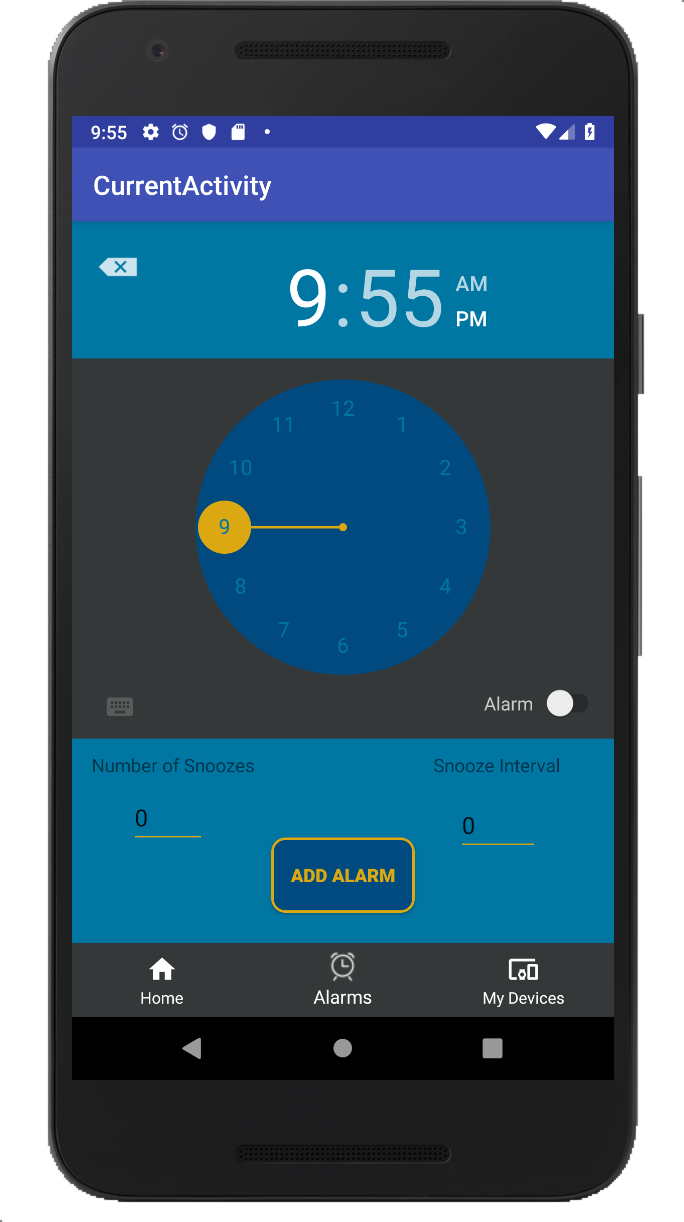 9:55
CurrentActivity
9:55
AM
PM
12
11
1
10
2
9
3
8
4
7
5
6
Alarm
Number of Snoozes
Snooze Interval
0
0
ADD ALARM
Home
Alarms
My Devices